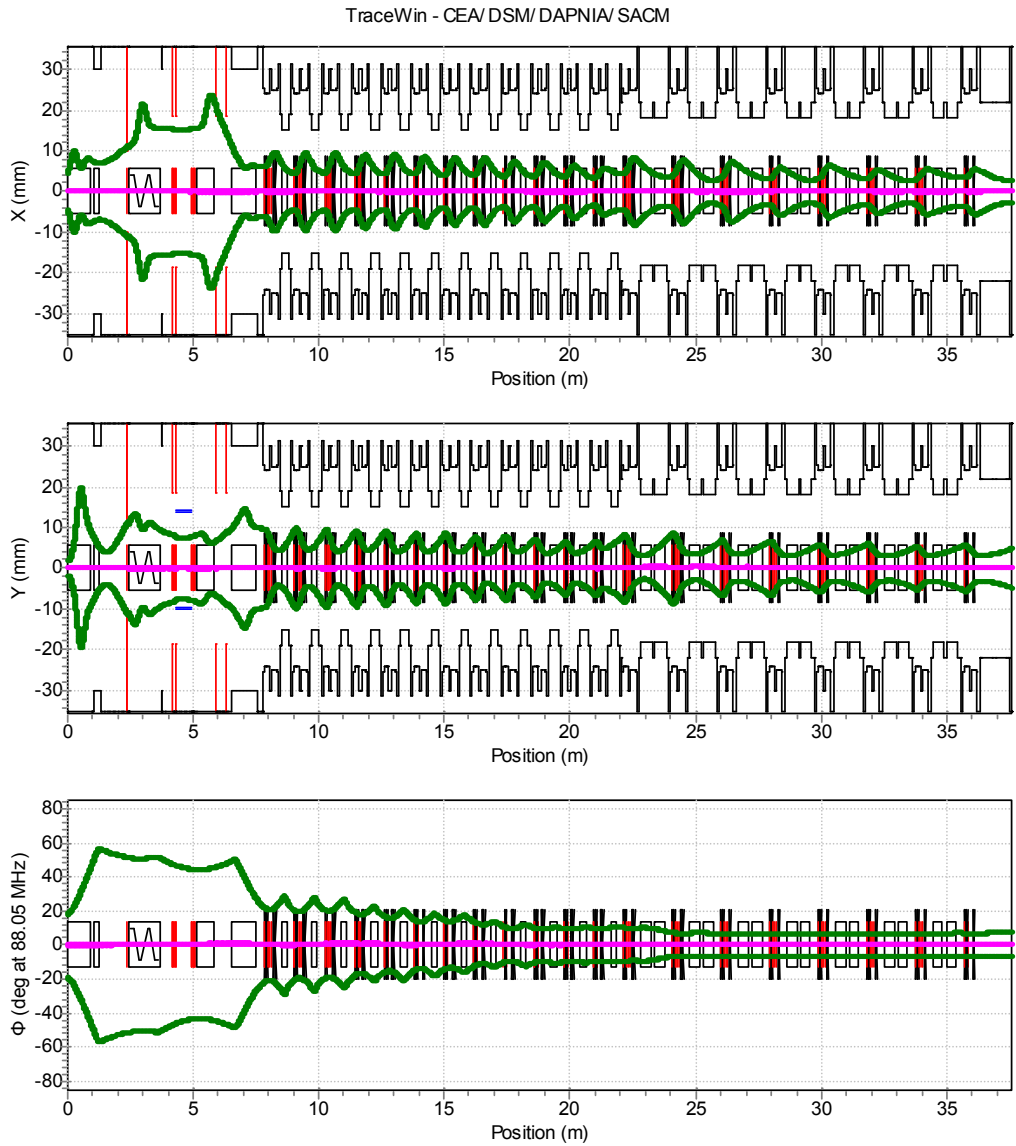 TraceWin - CEA/ DSM/ DAPNIA/ SACM
X (mm)
30
20
10
0
-10
-20
-30
0 5 10 15 20 25 30 35
Position (m)
Y (mm)
30
20
10
0
-10
-20
-30
0 5 10 15 20 25 30 35
Position (m)
Φ (deg at 88.05 MHz)
80
60
40
20
0
-20
-40
-60
-80
0 5 10 15 20 25 30 35
Position (m)